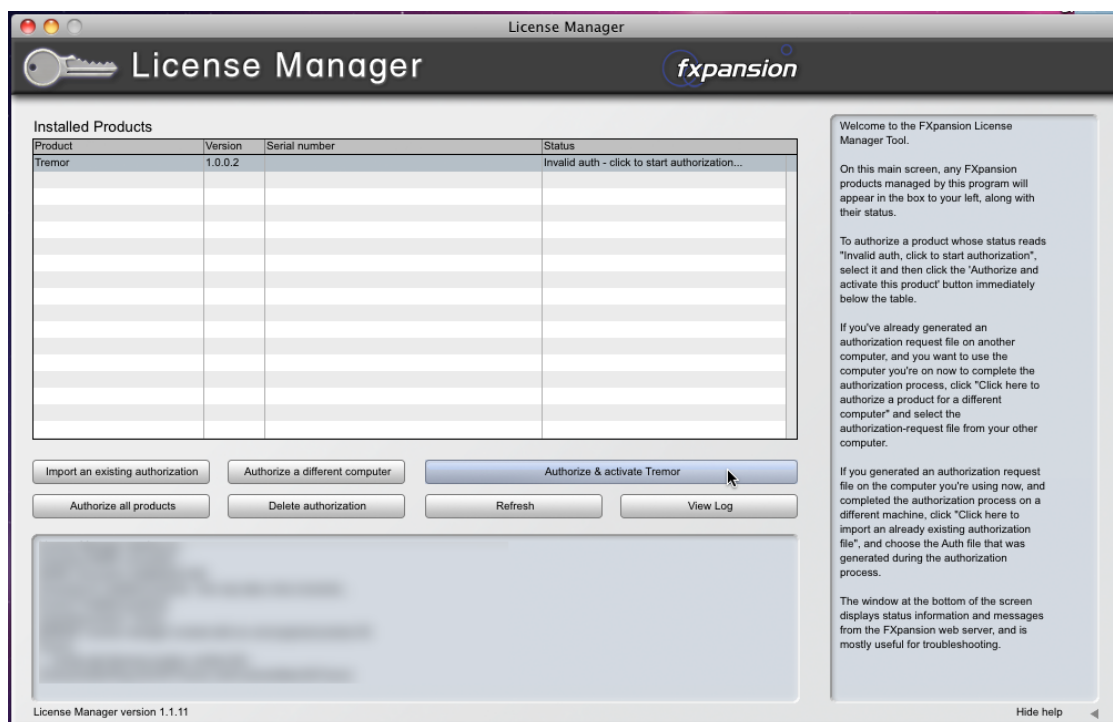 License Manager
License Manager
fxpansion
Installed Products
Product Version Serial number Status
Tremor 1.0.0.2 Invalid auth - click to start authorization...
Import an existing authorization Authorize a different computer Authorize & activate Tremor
Authorize all products Delete authorization Refresh View Log
License Manager version 1.1.11
Welcome to the FXpansion License
Manager Tool.
On this main screen, any FXpansion
products managed by this program will
appear in the box to your left, along with
their status.
To authorize a product whose status reads
"Invalid auth, click to start authorization",
select it and then click the 'Authorize and
activate this product' button immediately
below the table.
If you've already generated an
authorization request file on another
computer, and you want to use the
computer you're on now to complete the
authorization process, click "Click here to
authorize a product for a different
computer" and select the
authorization-request file from your other
computer.
If you generated an authorization request
file on the computer you're using now, and
completed the authorization process on a
different machine, click "Click here to
import an already existing authorization
file", and choose the Auth file that was
generated during the authorization
process.
The window at the bottom of the screen
displays status information and messages
from the FXpansion web server, and is
mostly useful for troubleshooting.
Hide help